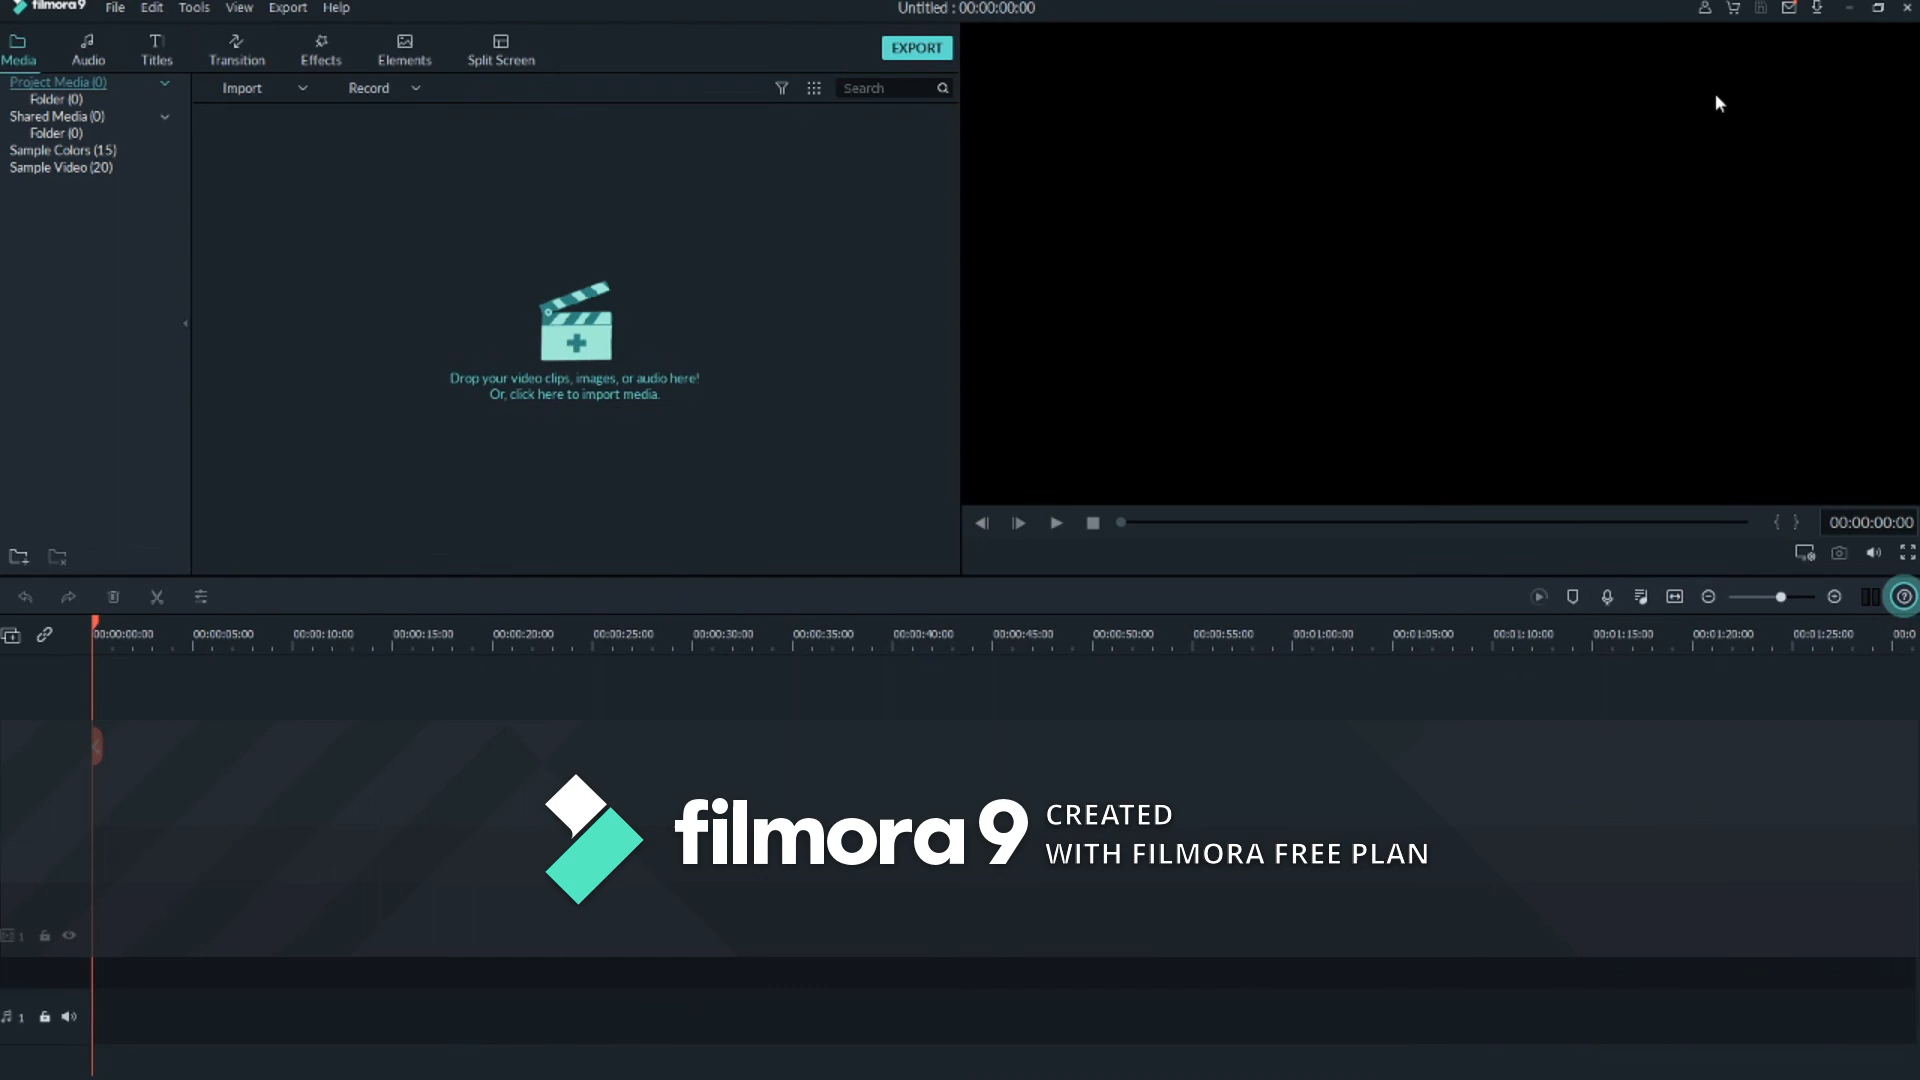 filmora9 File Edit Tools View Export Help Untitled : 00:00:00:00
Media Audio Titles Transition Effects Elements Split Screen EXPORT
Project Media (0)
Folder (0)
Shared Media (0)
Folder (0)
Sample Colors (15)
Sample Video (20)
Import Record Search
Drop your video clips, images, or audio here!
Or, click here to import media.
00:00:00:00
00:00:00:00 00:00:05:00 00:00:10:00 00:00:15:00 00:00:20:00 00:00:25:00 00:00:30:00 00:00:35:00 00:00:40:00 00:00:45:00 00:00:50:00 00:00:55:00 00:01:00:00 00:01:05:00 00:01:10:00 00:01:15:00 00:01:20:00 00:01:25:00 00:0
filmora9 CREATED
WITH FILMORA FREE PLAN
1
1